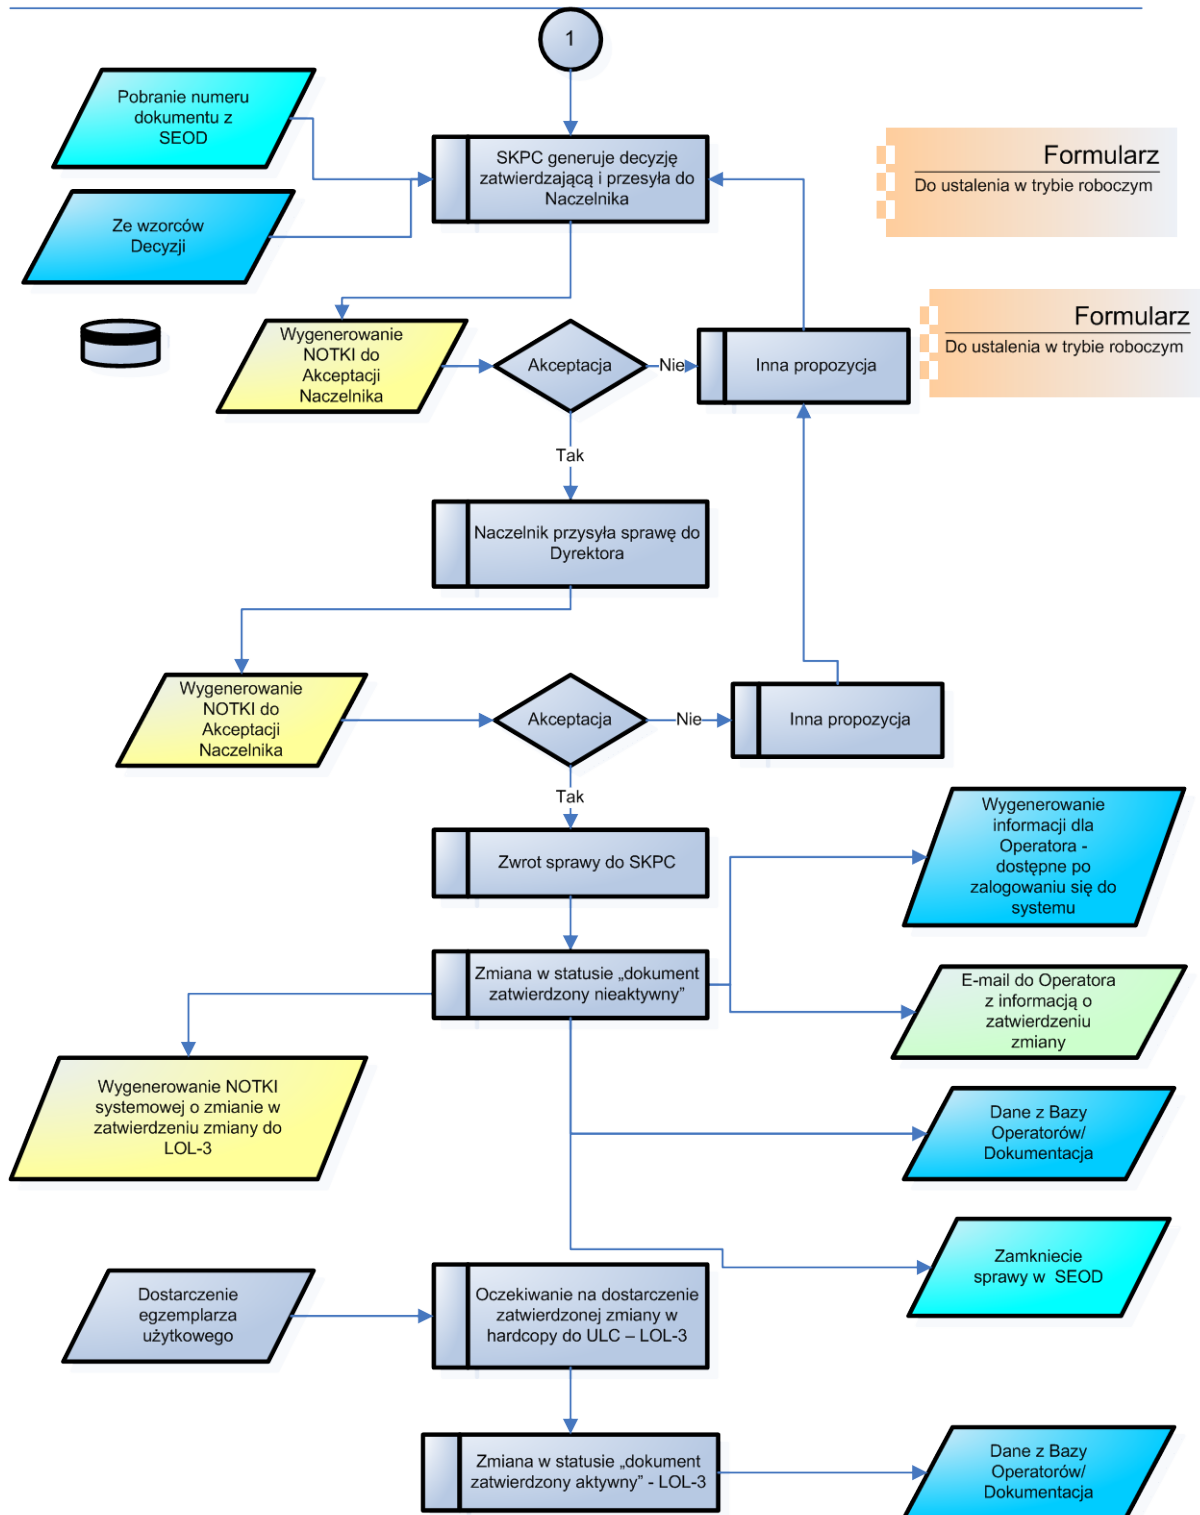 1
Pobranie numeru
dokumentu z
SEOD
SKPC generuje decyzję
zatwierdzającą i przesyła do
Naczelnika
Formularz
Do ustalenia w trybie roboczym
Ze wzorców
Decyzji
Formularz
Do ustalenia w trybie roboczym
Wygenerowanie
NOTKI do
Akceptacji
Naczelnika
Akceptacja
Nie
Inna propozycja
Tak
Naczelnik przysyła sprawę do
Dyrektora
Wygenerowanie
NOTKI do
Akceptacji
Naczelnika
Akceptacja
Nie
Inna propozycja
Tak
Zwrot sprawy do SKPC
Wygenerowanie
informacji dla
Operatora -
dostępne po
zalogowaniu się do
systemu
Zmiana w statusie „dokument
zatwierdzony nieaktywny”
E-mail do Operatora
z informacją o
zatwierdzeniu
zmiany
Wygenerowanie NOTKI
systemowej o zmianie w
zatwierdzeniu zmiany do
LOL-3
Dane z Bazy
Operatorów/
Dokumentacja
Zamkniecie
sprawy w SEOD
Dostarczenie
egzemplarza
użytkowego
Oczekiwanie na dostarczenie
zatwierdzonej zmiany w
hardcopy do ULC – LOL-3
Zmiana w statusie „dokument
zatwierdzony aktywny” - LOL-3
Dane z Bazy
Operatorów/
Dokumentacja